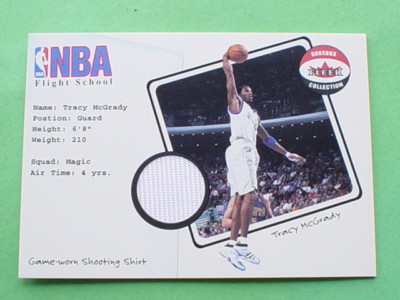 NBA
Flight School
Name: Tracy McGrady
Postion: Guard
Height: 6'8"
Weight: 210
Squad: Magic
Air Time: 4 yrs.
Game-worn Shooting Shirt
SHOEBOX
FLEER
COLLECTION
Tracy McGrady